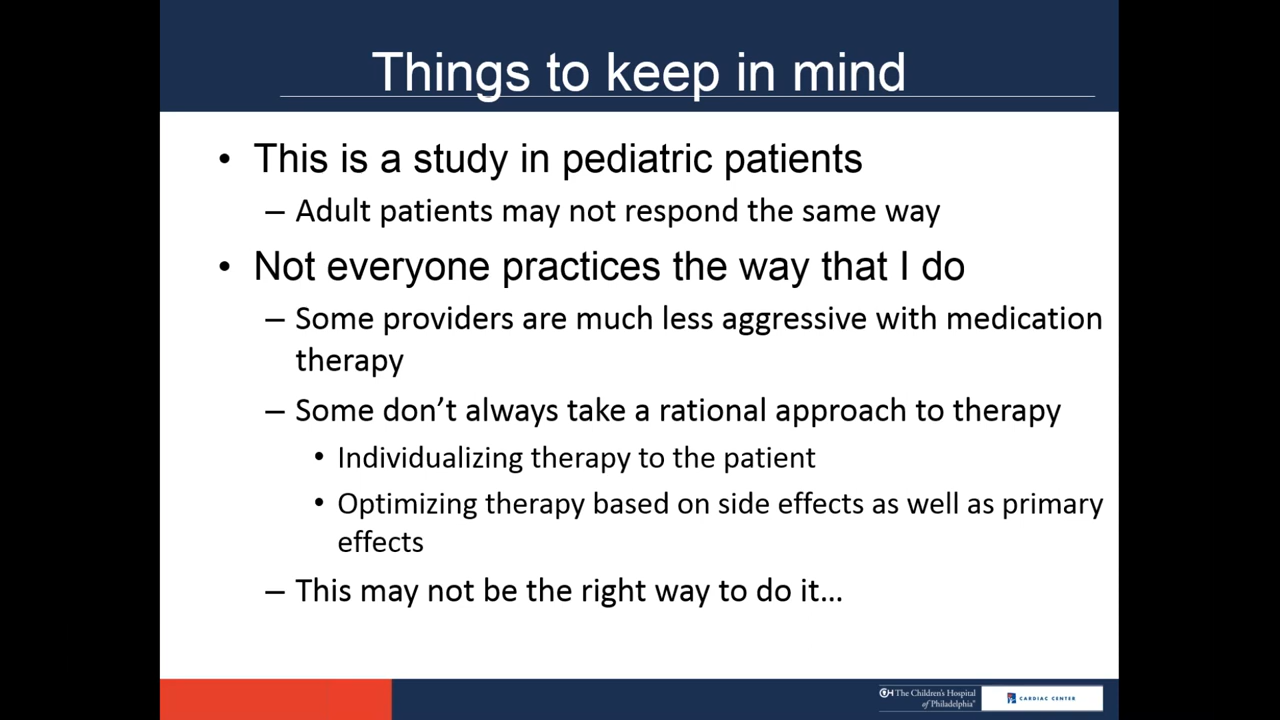 Things to keep in mind
• This is a study in pediatric patients
– Adult patients may not respond the same way
• Not everyone practices the way that I do
– Some providers are much less aggressive with medication
therapy
– Some don’t always take a rational approach to therapy
• Individualizing therapy to the patient
• Optimizing therapy based on side effects as well as primary
effects
– This may not be the right way to do it…
CH The Children's Hospital
of Philadelphia®
CARDIAC CENTER